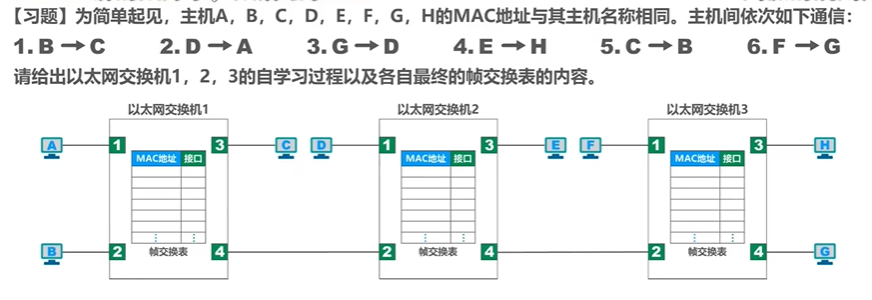 【习题】为简单起见，主机A，B，C，D，E，F，G，H的MAC地址与其主机名称相同。主机间依次如下通信：
1. B → C 2. D → A 3. G → D 4. E → H 5. C → B 6. F → G
请给出以太网交换机1，2，3的自学习过程以及各自最终的帧交换表的内容。
以太网交换机1 以太网交换机2 以太网交换机3
A 1 3 C D 1 3 E F 1 3 H
MAC地址 接口 MAC地址 接口 MAC地址 接口
B 2 帧交换表 4 2 帧交换表 4 2 帧交换表 4 G